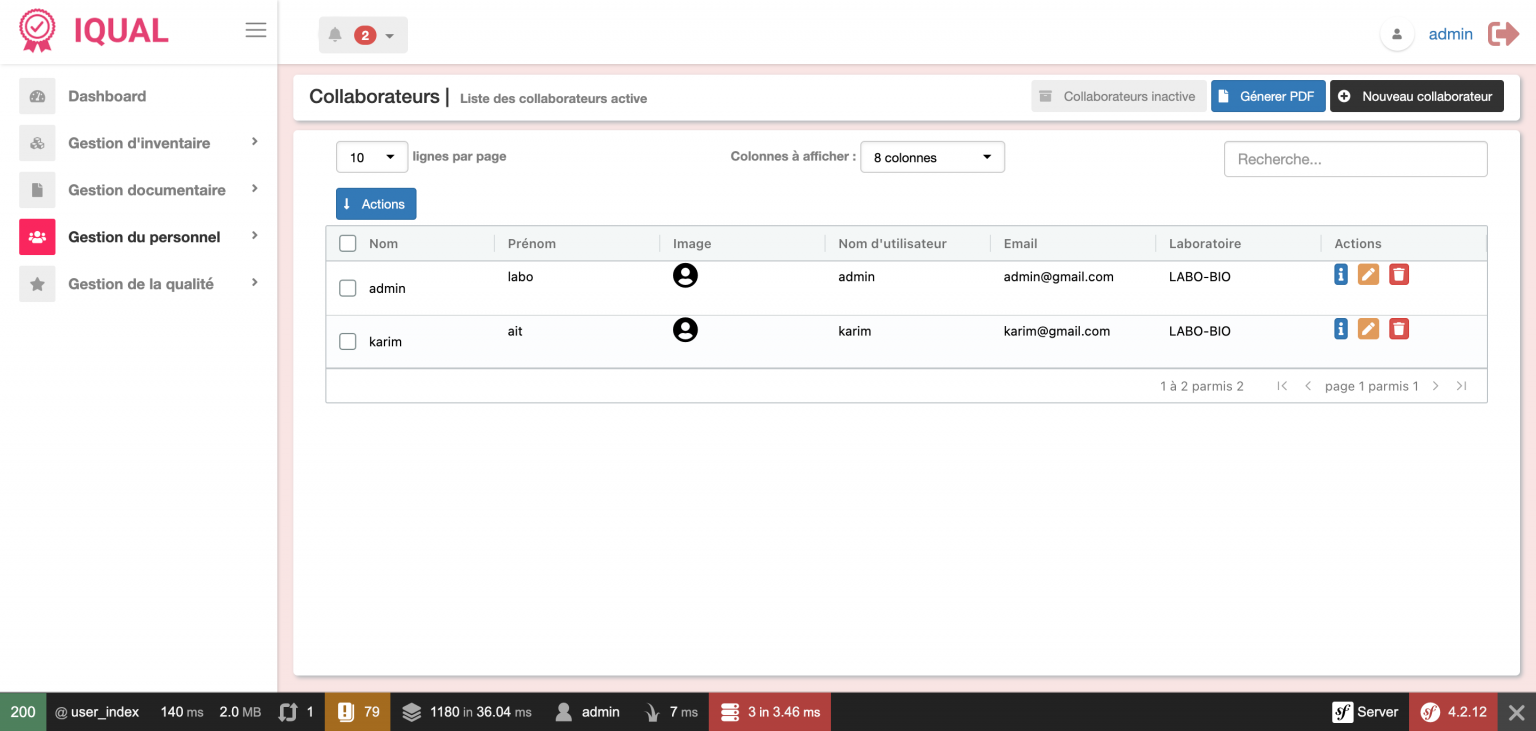 IQUAL
2
admin
Dashboard
Gestion d'inventaire
Gestion documentaire
Gestion du personnel
Gestion de la qualité
Collaborateurs | Liste des collaborateurs active
Collaborateurs inactive
Génerer PDF
Nouveau collaborateur
10 lignes par page
Colonnes à afficher : 8 colonnes
Recherche...
Actions
Nom Prénom Image Nom d'utilisateur Email Laboratoire Actions
admin labo admin admin@gmail.com LABO-BIO
karim ait karim karim@gmail.com LABO-BIO
1 à 2 parmis 2 page 1 parmis 1
200 @ user_index 140 ms 2.0 MB 1 79 1180 in 36.04 ms admin 7 ms 3 in 3.46 ms sf Server sf 4.2.12